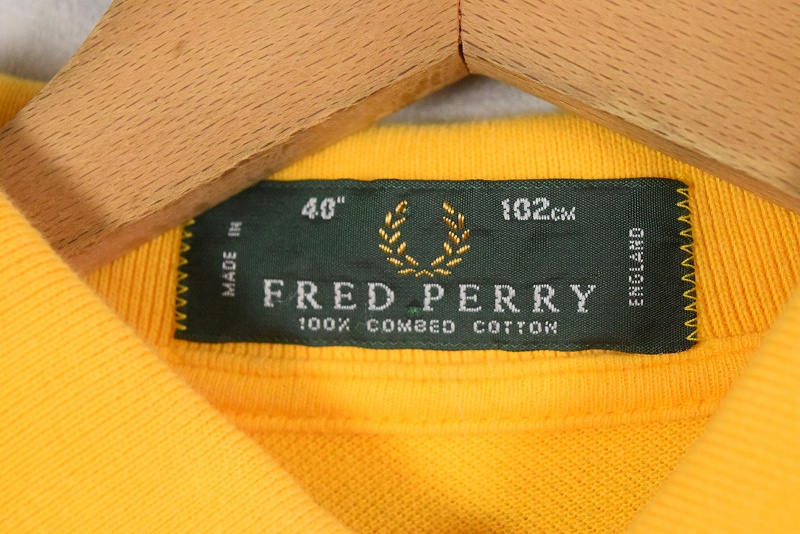 40" 102CM
MADE IN
ENGLAND
FRED PERRY
100% COMBED COTTON